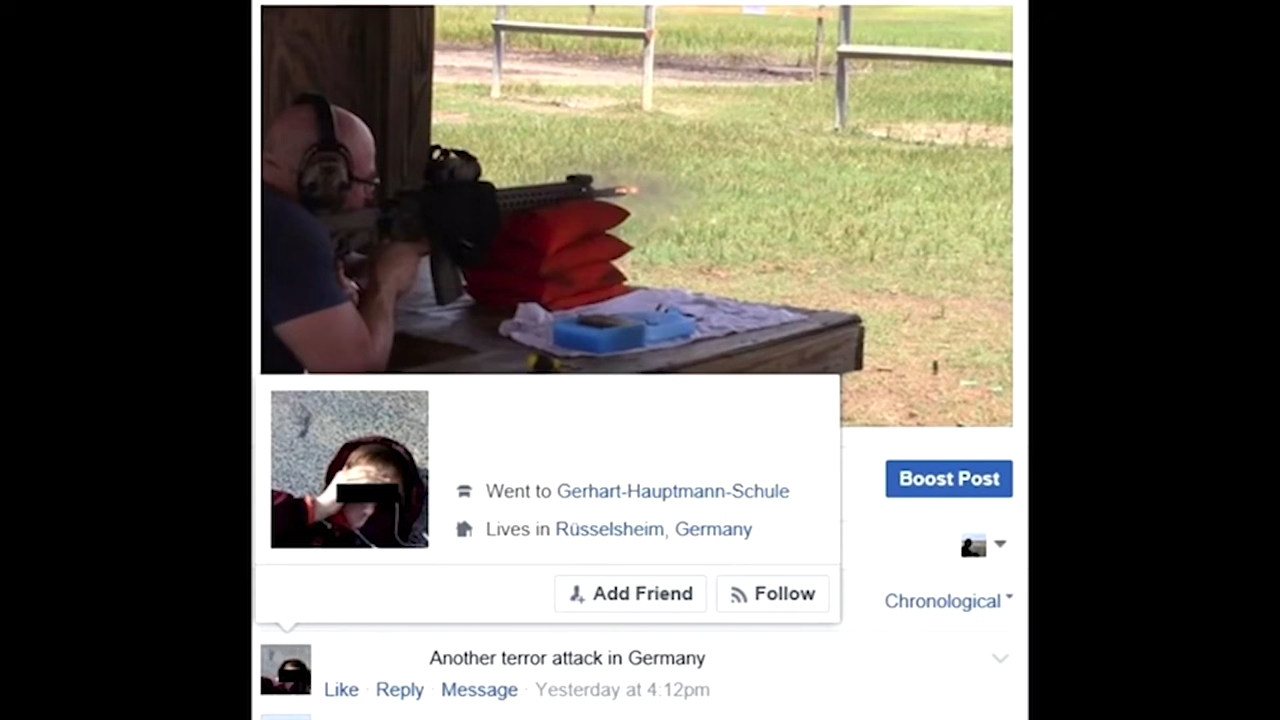 Went to Gerhart-Hauptmann-Schule
Lives in Rüsselsheim, Germany
Add Friend
Follow
Boost Post
Chronological
Another terror attack in Germany
Like · Reply · Message · Yesterday at 4:12pm